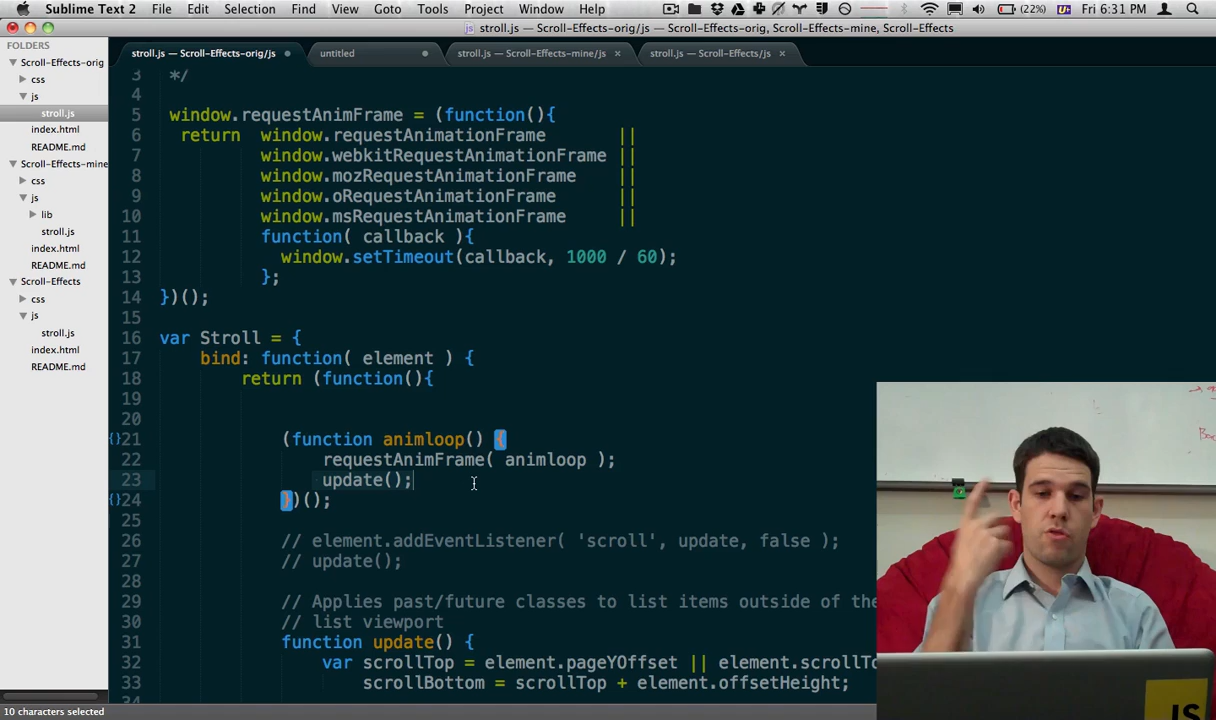 Sublime Text 2 File Edit Selection Find View Goto Tools Project Window Help (22%) Fri 6:31 PM
stroll.js — Scroll-Effects-orig/js — Scroll-Effects-orig, Scroll-Effects-mine, Scroll-Effects
FOLDERS
Scroll-Effects-orig
css
js
stroll.js
index.html
README.md
Scroll-Effects-mine
css
js
lib
stroll.js
index.html
README.md
Scroll-Effects
css
js
stroll.js
index.html
README.md
stroll.js — Scroll-Effects-orig/js untitled stroll.js — Scroll-Effects-mine/js × stroll.js — Scroll-Effects/js ×
3 */
4
5 window.requestAnimFrame = (function(){
6 return window.requestAnimationFrame ||
7 window.webkitRequestAnimationFrame ||
8 window.mozRequestAnimationFrame ||
9 window.oRequestAnimationFrame ||
10 window.msRequestAnimationFrame ||
11 function( callback ){
12 window.setTimeout(callback, 1000 / 60);
13 };
14 })();
15
16 var Stroll = {
17 bind: function( element ) {
18 return (function(){
19
20
{}21 (function animloop() {
22 requestAnimFrame( animloop );
23 update();
{}24 })();
25
26 // element.addEventListener( 'scroll', update, false );
27 // update();
28
29 // Applies past/future classes to list items outside of the
30 // list viewport
31 function update() {
32 var scrollTop = element.pageYOffset || element.scrollTo
33 scrollBottom = scrollTop + element.offsetHeight;
10 characters selected
JS